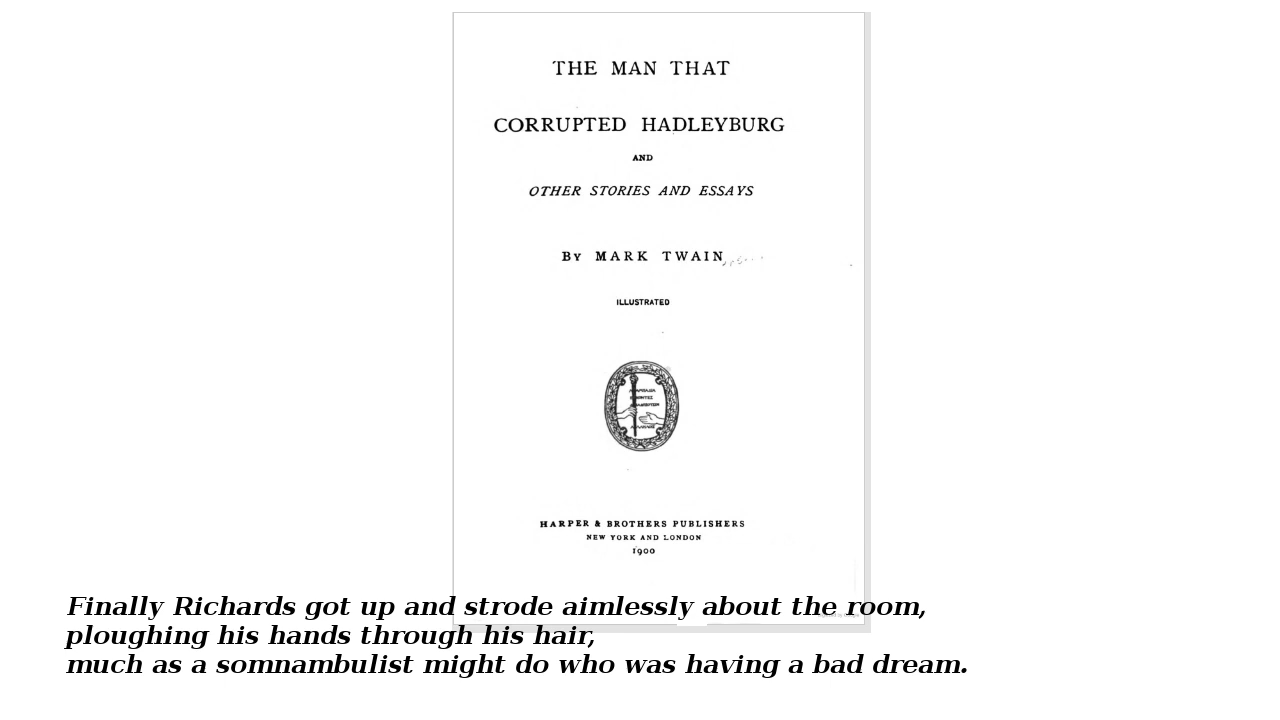 THE MAN THAT
CORRUPTED HADLEYBURG
AND
OTHER STORIES AND ESSAYS
By MARK TWAIN
ILLUSTRATED
HARPER & BROTHERS PUBLISHERS
NEW YORK AND LONDON
1900
Finally Richards got up and strode aimlessly about the room,
ploughing his hands through his hair,
much as a somnambulist might do who was having a bad dream.